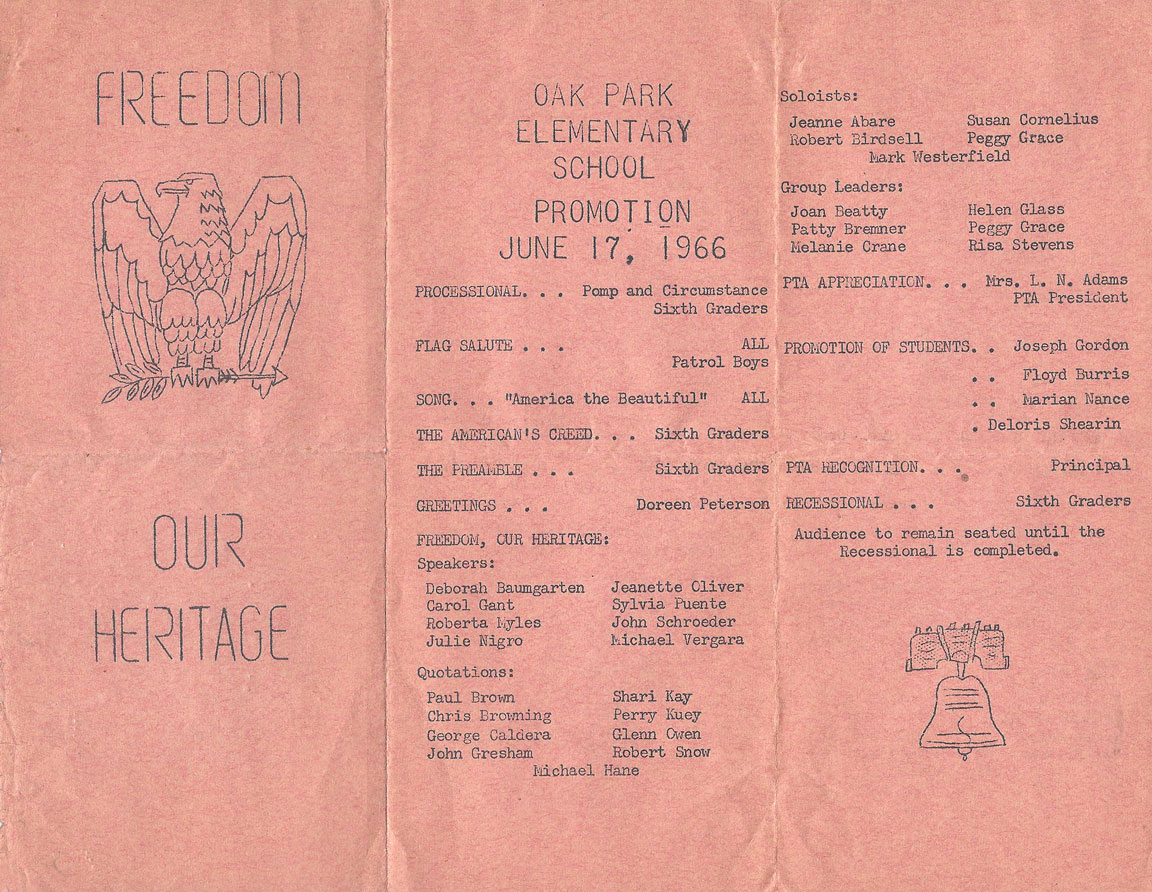 FREEDOM
OUR
HERITAGE
OAK PARK
ELEMENTARY
SCHOOL
PROMOTION
JUNE 17, 1966
PROCESSIONAL. . . Pomp and Circumstance
Sixth Graders
FLAG SALUTE . . . ALL
Patrol Boys
SONG. . . "America the Beautiful" ALL
THE AMERICAN'S CREED. . . Sixth Graders
THE PREAMBLE . . . Sixth Graders
GREETINGS . . . Doreen Peterson
FREEDOM, OUR HERITAGE:
Speakers:
Deborah Baumgarten Jeanette Oliver
Carol Gant Sylvia Puente
Roberta Myles John Schroeder
Julie Nigro Michael Vergara
Quotations:
Paul Brown Shari Kay
Chris Browning Perry Kuey
George Caldera Glenn Owen
John Gresham Robert Snow
Michael Hane
Soloists:
Jeanne Abare Susan Cornelius
Robert Birdsell Peggy Grace
Mark Westerfield
Group Leaders:
Joan Beatty Helen Glass
Patty Bremner Peggy Grace
Melanie Crane Risa Stevens
PTA APPRECIATION. . . Mrs. L. N. Adams
PTA President
PROMOTION OF STUDENTS. . Joseph Gordon
. . Floyd Burris
. . Marian Nance
. Deloris Shearin
PTA RECOGNITION. . . Principal
RECESSIONAL . . . Sixth Graders
Audience to remain seated until the
Recessional is completed.